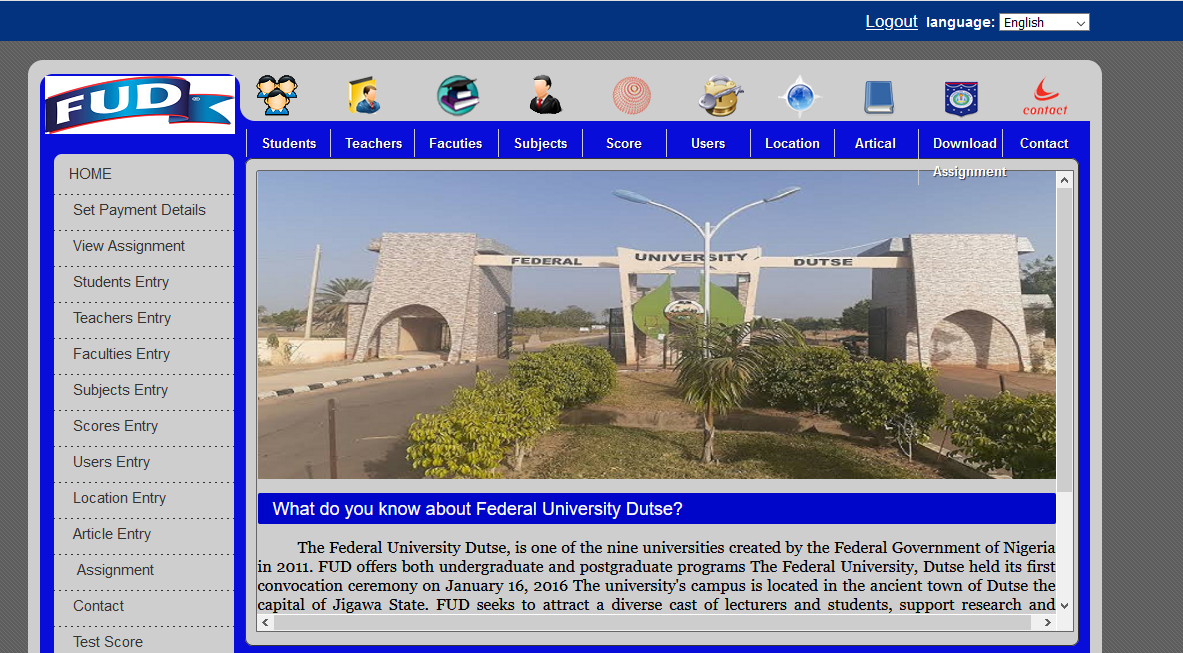 Logout language: English
FUD
contact
Students Teachers Facuties Subjects Score Users Location Artical Download Contact
Assignment
HOME
Set Payment Details
View Assignment
Students Entry
Teachers Entry
Faculties Entry
Subjects Entry
Scores Entry
Users Entry
Location Entry
Article Entry
Assignment
Contact
Test Score
FEDERAL UNIVERSITY DUTSE
What do you know about Federal University Dutse?
The Federal University Dutse, is one of the nine universities created by the Federal Government of Nigeria
in 2011. FUD offers both undergraduate and postgraduate programs The Federal University, Dutse held its first
convocation ceremony on January 16, 2016 The university's campus is located in the ancient town of Dutse the
capital of Jigawa State. FUD seeks to attract a diverse cast of lecturers and students, support research and